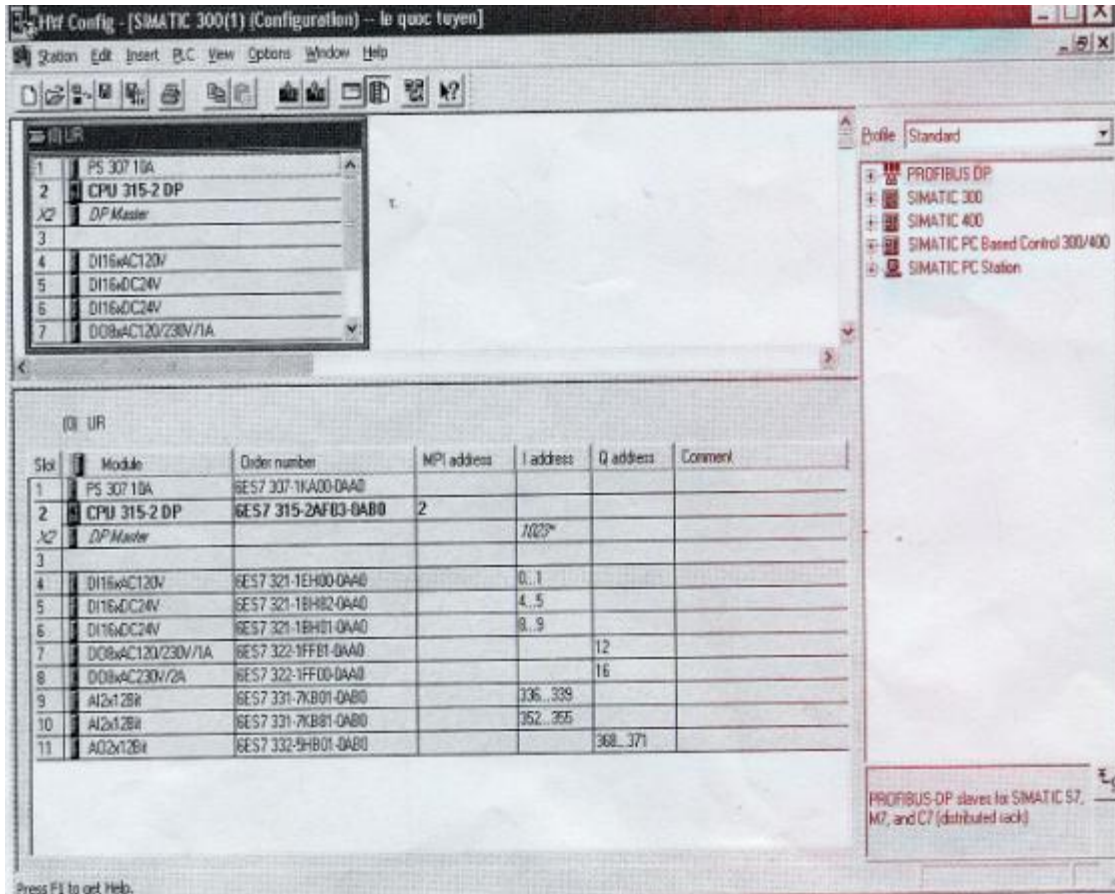 HW Config - [SIMATIC 300(1) (Configuration) -- le quoc tuyen]
Station Edit Insert PLC View Options Window Help
(0) UR
1 PS 307 10A
2 CPU 315-2 DP
X2 DP Master
3
4 DI16xAC120V
5 DI16xDC24V
6 DI16xDC24V
7 DO8xAC120/230V/1A
Profile Standard
PROFIBUS DP
SIMATIC 300
SIMATIC 400
SIMATIC PC Based Control 300/400
SIMATIC PC Station
(0) UR
Slot Module Order number MPI address I address Q address Comment
1 PS 307 10A 6ES7 307-1KA00-0AA0
2 CPU 315-2 DP 6ES7 315-2AF03-0AB0 2
X2 DP Master 1023*
3
4 DI16xAC120V 6ES7 321-1EH00-0AA0 0...1
5 DI16xDC24V 6ES7 321-1BH82-0AA0 4...5
6 DI16xDC24V 6ES7 321-1BH01-0AA0 8...9
7 DO8xAC120/230V/1A 6ES7 322-1FF81-0AA0 12
8 DO8xAC230V/2A 6ES7 322-1FF00-0AA0 16
9 AI2x12Bit 6ES7 331-7KB01-0AB0 336...339
10 AI2x12Bit 6ES7 331-7KB81-0AB0 352...355
11 AO2x12Bit 6ES7 332-5HB01-0AB0 368...371
PROFIBUS-DP slaves for SIMATIC S7,
M7, and C7 (distributed rack)
Press F1 to get Help.